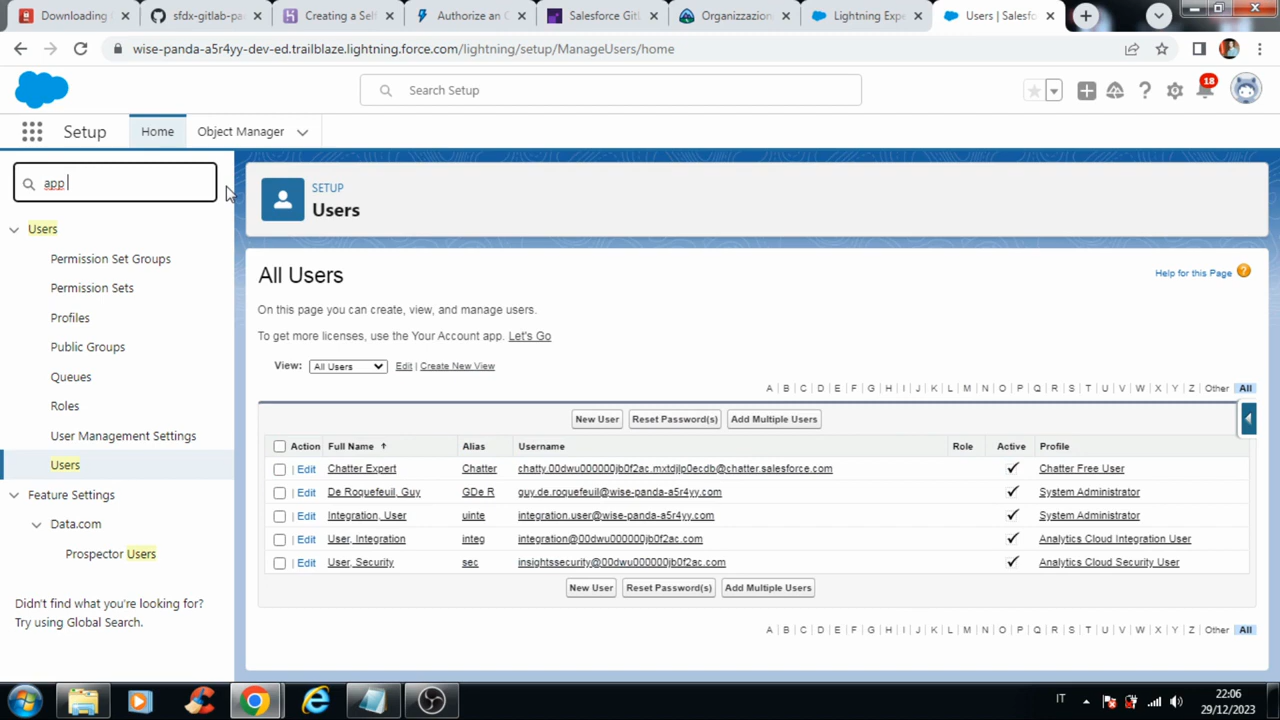 Downloading
sfdx-gitlab-pa
Creating a Self
Authorize an O
Salesforce GitL
Organizzazion
Lightning Expe
Users | Salesfo
wise-panda-a5r4yy-dev-ed.trailblaze.lightning.force.com/lightning/setup/ManageUsers/home
Search Setup
18
Setup
Home
Object Manager
app
SETUP
Users
Users
Permission Set Groups
Permission Sets
Profiles
Public Groups
Queues
Roles
User Management Settings
Users
Feature Settings
Data.com
Prospector Users
Didn't find what you're looking for?
Try using Global Search.
All Users
Help for this Page ?
On this page you can create, view, and manage users.
To get more licenses, use the Your Account app. Let's Go
View: All Users Edit | Create New View
A B C D E F G H I J K L M N O P Q R S T U V W X Y Z Other All
New User Reset Password(s) Add Multiple Users
Action Full Name Alias Username Role Active Profile
Edit Chatter Expert Chatter chatty.00dwu000000jb0f2ac.mxtdjlp0ecdb@chatter.salesforce.com Chatter Free User
Edit De Roquefeuil, Guy GDe R guy.de.roquefeuil@wise-panda-a5r4yy.com System Administrator
Edit Integration, User uinte integration.user@wise-panda-a5r4yy.com System Administrator
Edit User, Integration integ integration@00dwu000000jb0f2ac.com Analytics Cloud Integration User
Edit User, Security sec insightssecurity@00dwu000000jb0f2ac.com Analytics Cloud Security User
New User Reset Password(s) Add Multiple Users
A B C D E F G H I J K L M N O P Q R S T U V W X Y Z Other All
IT
22:06
29/12/2023